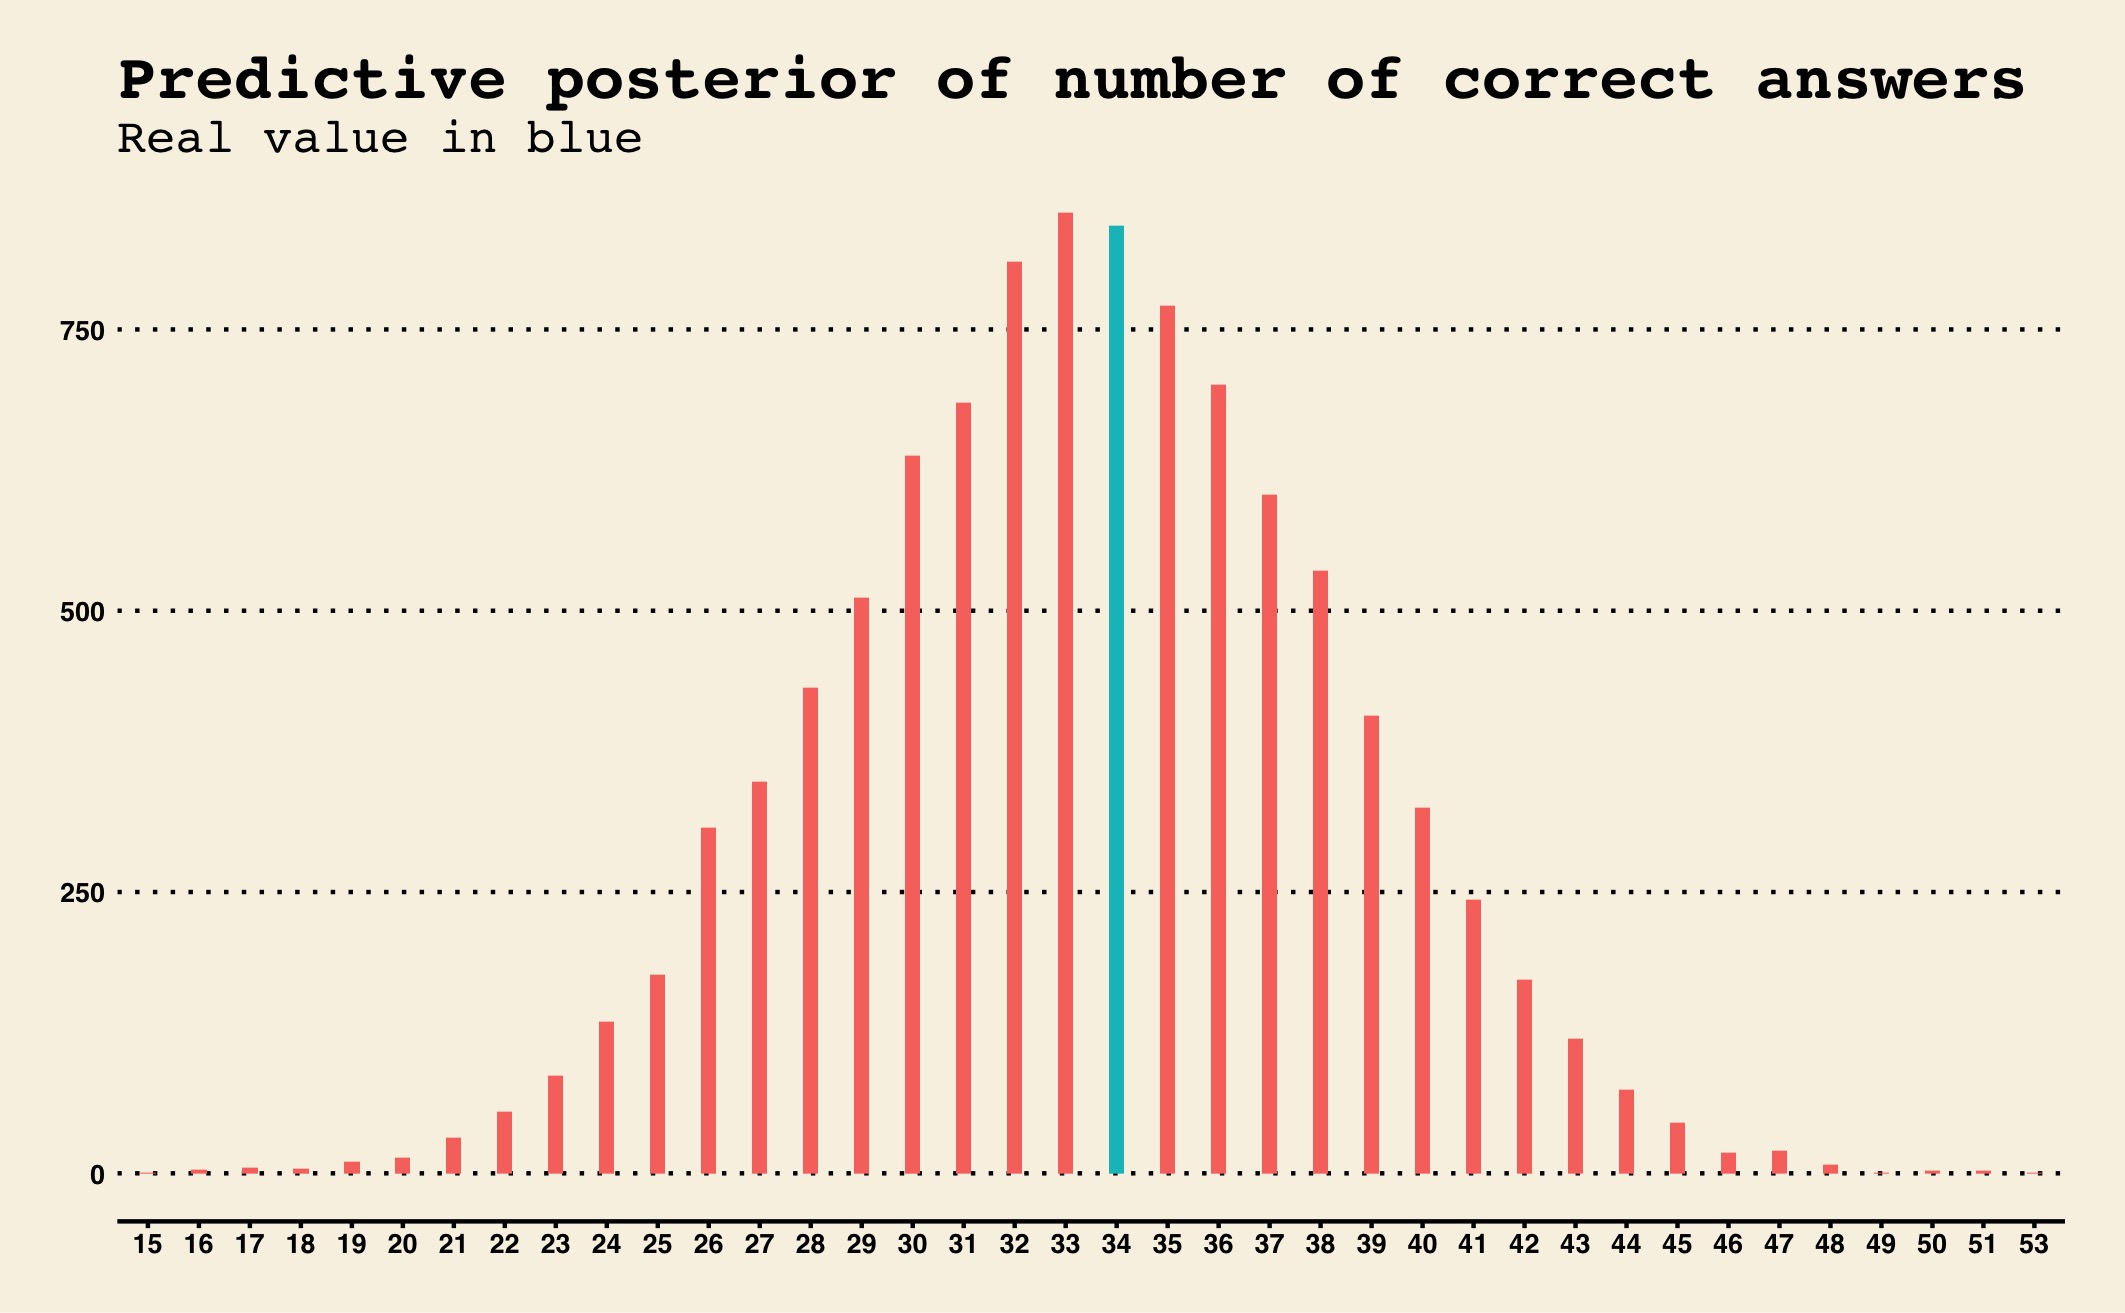 Predictive posterior of number of correct answers
Real value in blue
750
500
250
0
15 16 17 18 19 20 21 22 23 24 25 26 27 28 29 30 31 32 33 34 35 36 37 38 39 40 41 42 43 44 45 46 47 48 49 50 51 53